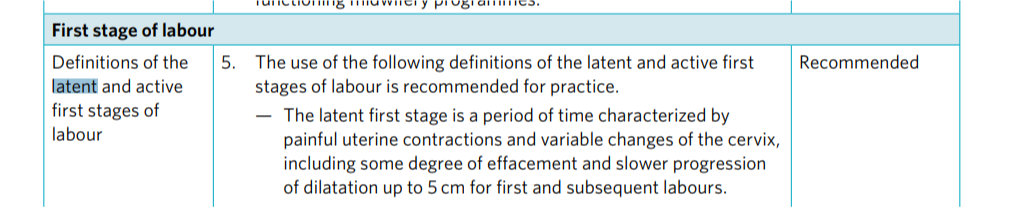 functioning midwifery programmes.
First stage of labour
Definitions of the
latent and active
first stages of
labour
5. The use of the following definitions of the latent and active first
stages of labour is recommended for practice.
— The latent first stage is a period of time characterized by
painful uterine contractions and variable changes of the cervix,
including some degree of effacement and slower progression
of dilatation up to 5 cm for first and subsequent labours.
Recommended